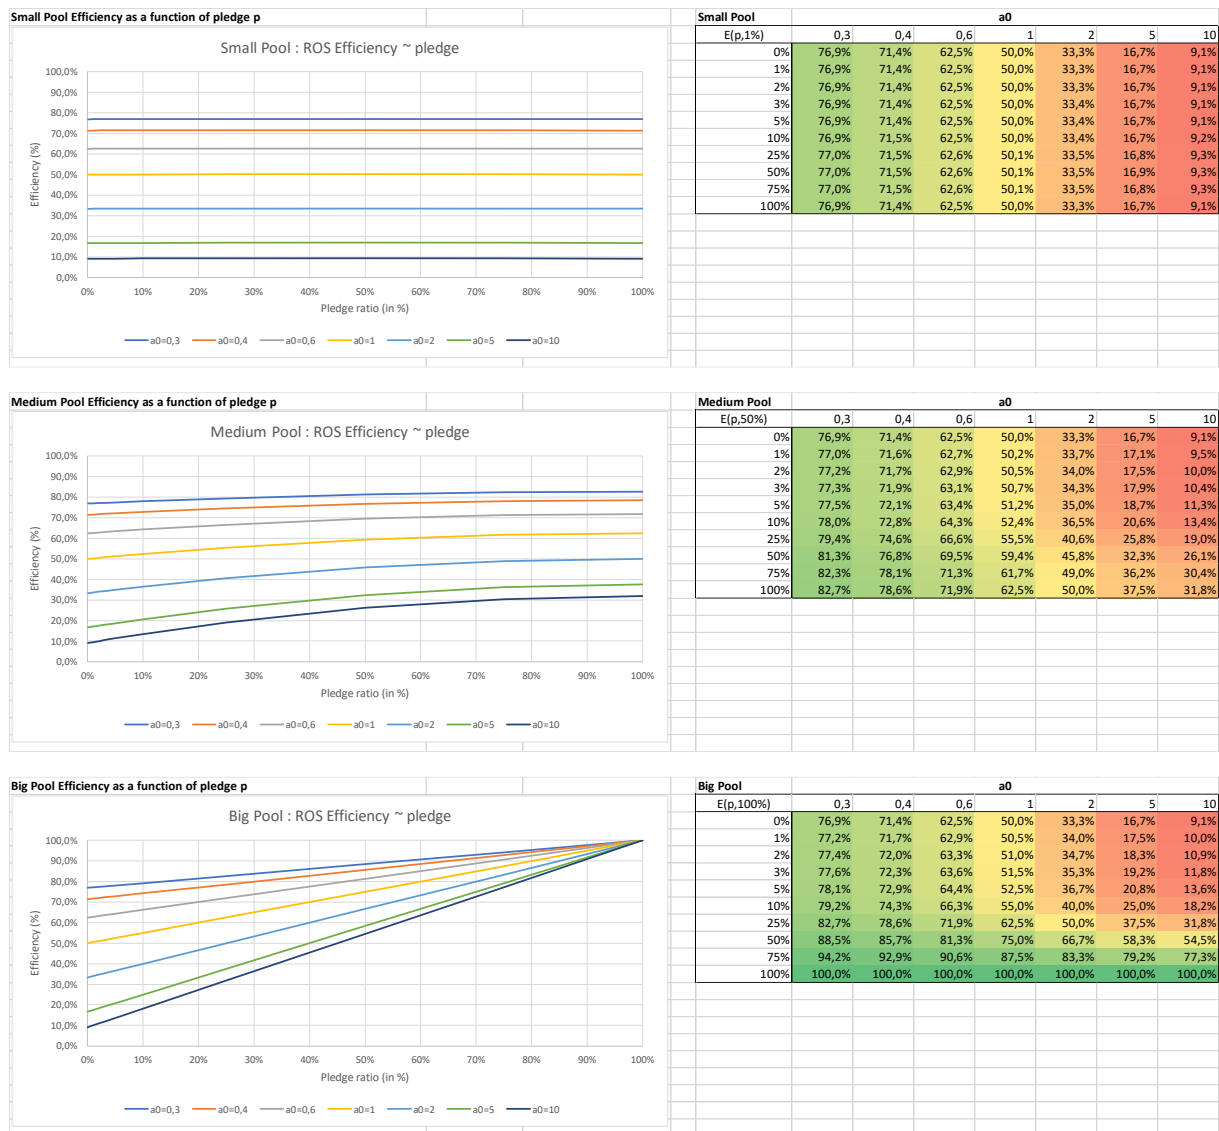 Small Pool Efficiency as a function of pledge p
Small Pool : ROS Efficiency ~ pledge
100,0%
90,0%
80,0%
70,0%
60,0%
50,0%
40,0%
30,0%
20,0%
10,0%
0,0%
Efficiency (%)
0% 10% 20% 30% 40% 50% 60% 70% 80% 90% 100%
Pledge ratio (in %)
a0=0,3 a0=0,4 a0=0,6 a0=1 a0=2 a0=5 a0=10
Small Pool a0
E(p,1%) 0,3 0,4 0,6 1 2 5 10
0% 76,9% 71,4% 62,5% 50,0% 33,3% 16,7% 9,1%
1% 76,9% 71,4% 62,5% 50,0% 33,3% 16,7% 9,1%
2% 76,9% 71,4% 62,5% 50,0% 33,3% 16,7% 9,1%
3% 76,9% 71,4% 62,5% 50,0% 33,4% 16,7% 9,1%
5% 76,9% 71,4% 62,5% 50,0% 33,4% 16,7% 9,1%
10% 76,9% 71,5% 62,5% 50,0% 33,4% 16,7% 9,2%
25% 77,0% 71,5% 62,6% 50,1% 33,5% 16,8% 9,3%
50% 77,0% 71,5% 62,6% 50,1% 33,5% 16,9% 9,3%
75% 77,0% 71,5% 62,6% 50,1% 33,5% 16,8% 9,3%
100% 76,9% 71,4% 62,5% 50,0% 33,3% 16,7% 9,1%
Medium Pool Efficiency as a function of pledge p
Medium Pool : ROS Efficiency ~ pledge
100,0%
90,0%
80,0%
70,0%
60,0%
50,0%
40,0%
30,0%
20,0%
10,0%
0,0%
Efficiency (%)
0% 10% 20% 30% 40% 50% 60% 70% 80% 90% 100%
Pledge ratio (in %)
a0=0,3 a0=0,4 a0=0,6 a0=1 a0=2 a0=5 a0=10
Medium Pool a0
E(p,50%) 0,3 0,4 0,6 1 2 5 10
0% 76,9% 71,4% 62,5% 50,0% 33,3% 16,7% 9,1%
1% 77,0% 71,6% 62,7% 50,2% 33,7% 17,1% 9,5%
2% 77,2% 71,7% 62,9% 50,5% 34,0% 17,5% 10,0%
3% 77,3% 71,9% 63,1% 50,7% 34,3% 17,9% 10,4%
5% 77,5% 72,1% 63,4% 51,2% 35,0% 18,7% 11,3%
10% 78,0% 72,8% 64,3% 52,4% 36,5% 20,6% 13,4%
25% 79,4% 74,6% 66,6% 55,5% 40,6% 25,8% 19,0%
50% 81,3% 76,8% 69,5% 59,4% 45,8% 32,3% 26,1%
75% 82,3% 78,1% 71,3% 61,7% 49,0% 36,2% 30,4%
100% 82,7% 78,6% 71,9% 62,5% 50,0% 37,5% 31,8%
Big Pool Efficiency as a function of pledge p
Big Pool : ROS Efficiency ~ pledge
100,0%
90,0%
80,0%
70,0%
60,0%
50,0%
40,0%
30,0%
20,0%
10,0%
0,0%
Efficiency (%)
0% 10% 20% 30% 40% 50% 60% 70% 80% 90% 100%
Pledge ratio (in %)
a0=0,3 a0=0,4 a0=0,6 a0=1 a0=2 a0=5 a0=10
Big Pool a0
E(p,100%) 0,3 0,4 0,6 1 2 5 10
0% 76,9% 71,4% 62,5% 50,0% 33,3% 16,7% 9,1%
1% 77,2% 71,7% 62,9% 50,5% 34,0% 17,5% 10,0%
2% 77,4% 72,0% 63,3% 51,0% 34,7% 18,3% 10,9%
3% 77,6% 72,3% 63,6% 51,5% 35,3% 19,2% 11,8%
5% 78,1% 72,9% 64,4% 52,5% 36,7% 20,8% 13,6%
10% 79,2% 74,3% 66,3% 55,0% 40,0% 25,0% 18,2%
25% 82,7% 78,6% 71,9% 62,5% 50,0% 37,5% 31,8%
50% 88,5% 85,7% 81,3% 75,0% 66,7% 58,3% 54,5%
75% 94,2% 92,9% 90,6% 87,5% 83,3% 79,2% 77,3%
100% 100,0% 100,0% 100,0% 100,0% 100,0% 100,0% 100,0%